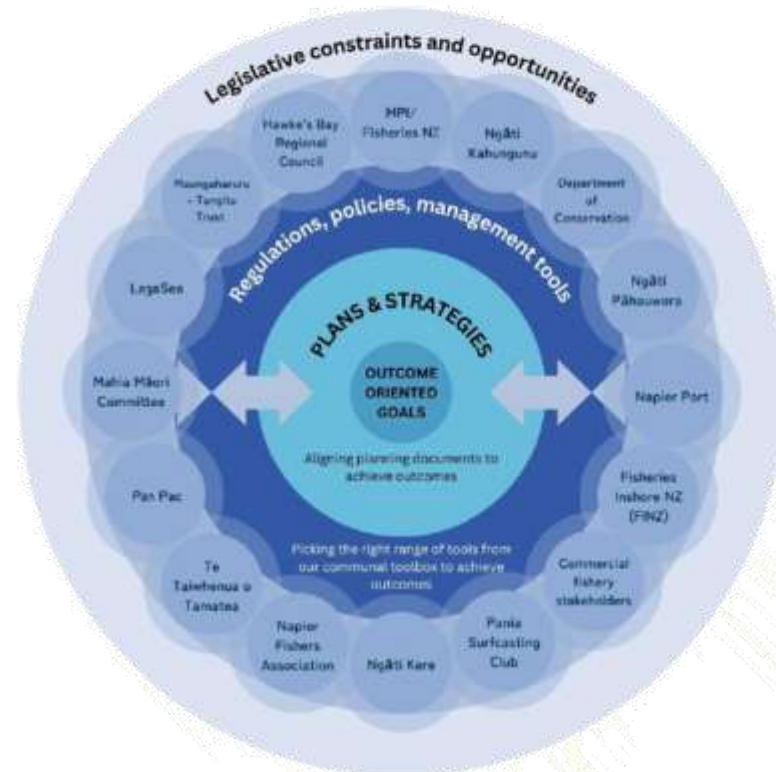 Legislative constraints and opportunities
MPI/
Fisheries NZ
Ngāti
Kahungunu
Department
of
Conservation
Ngāti
Pāhauwera
Napier Port
Fisheries
Inshore NZ
(FINZ)
Commercial
fishery
stakeholders
Pania
Surfcasting
Club
Ngāti Kere
Napier
Fishers
Association
Te
Taiwhenua o
Tamatea
Pan Pac
Mahia Māori
Committee
LegaSea
Maungaharuru
- Tangitu
Trust
Hawke's Bay
Regional
Council
Regulations, policies, management tools
PLANS & STRATEGIES
OUTCOME
ORIENTED
GOALS
Aligning planning documents to
achieve outcomes
Picking the right range of tools from
our communal toolbox to achieve
outcomes